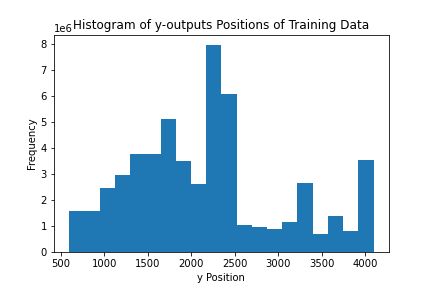 Histogram of y-outputs Positions of Training Data
1e6
8
7
6
5
4
3
2
1
0
Frequency
500 1000 1500 2000 2500 3000 3500 4000
y Position